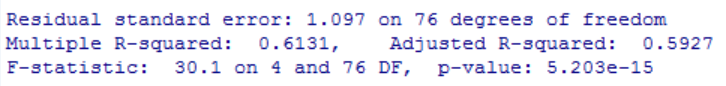 Residual standard error: 1.097 on 76 degrees of freedom
Multiple R-squared:  0.6131,    Adjusted R-squared:  0.5927
F-statistic:  30.1 on 4 and 76 DF,  p-value: 5.203e-15